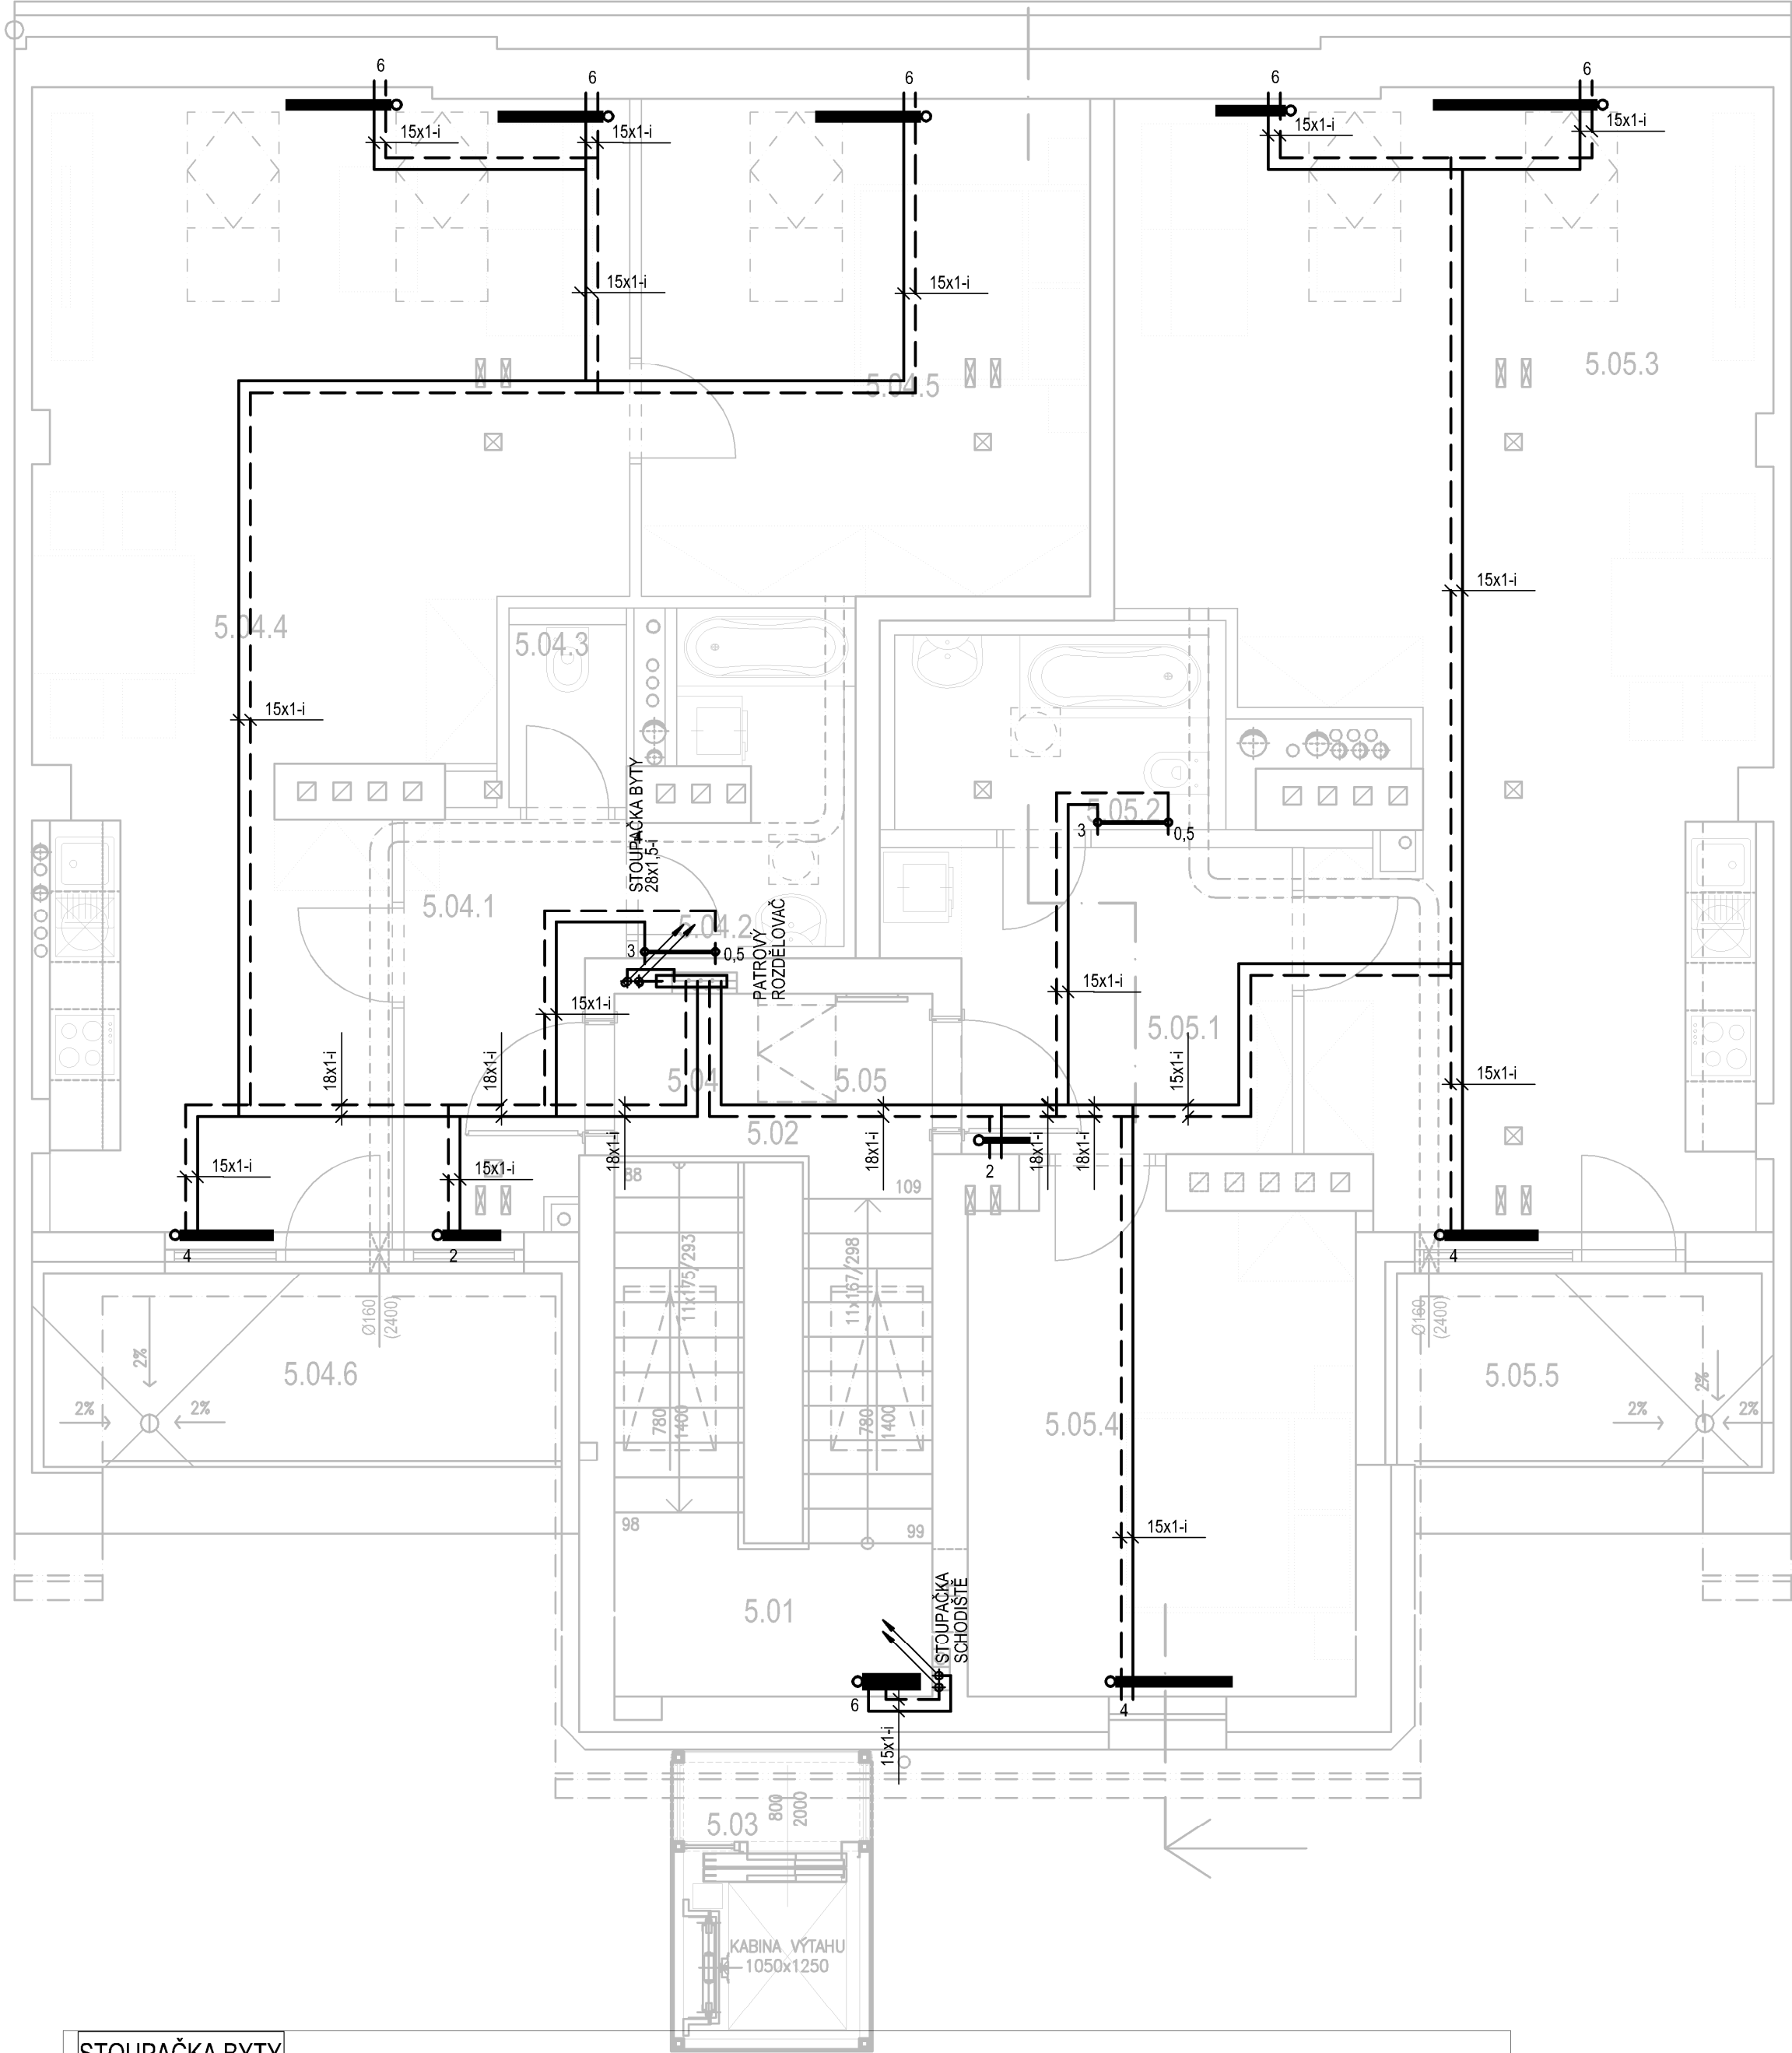 6
6
6
6
6
15x1-i
15x1-i
15x1-i
15x1-i
15x1-i
15x1-i
5.04.5
5.05.3
15x1-i
5.04.4
5.04.3
15x1-i
STOUPAČKA BYTY
28x1,5-i
5.05.2
3
0,5
5.04.1
5.04.2
3
0,5
PATROVÝ
ROZDĚLOVAČ
15x1-i
15x1-i
5.05.1
18x1-i
18x1-i
5.04
5.05
15x1-i
15x1-i
5.02
18x1-i
18x1-i
18x1-i
18x1-i
2
15x1-i
15x1-i
88
109
4
2
4
11x175/293
11x167/298
Ø160
(2400)
Ø160
(2400)
2%
5.04.6
2%
2%
780
1400
780
1400
5.05.4
5.05.5
2%
2%
2%
98
99
15x1-i
5.01
STOUPAČKA
SCHODIŠTĚ
6
4
15x1-i
5.03
800
2000
KABINA VÝTAHU
1050x1250
STOUPAČKA BYTY